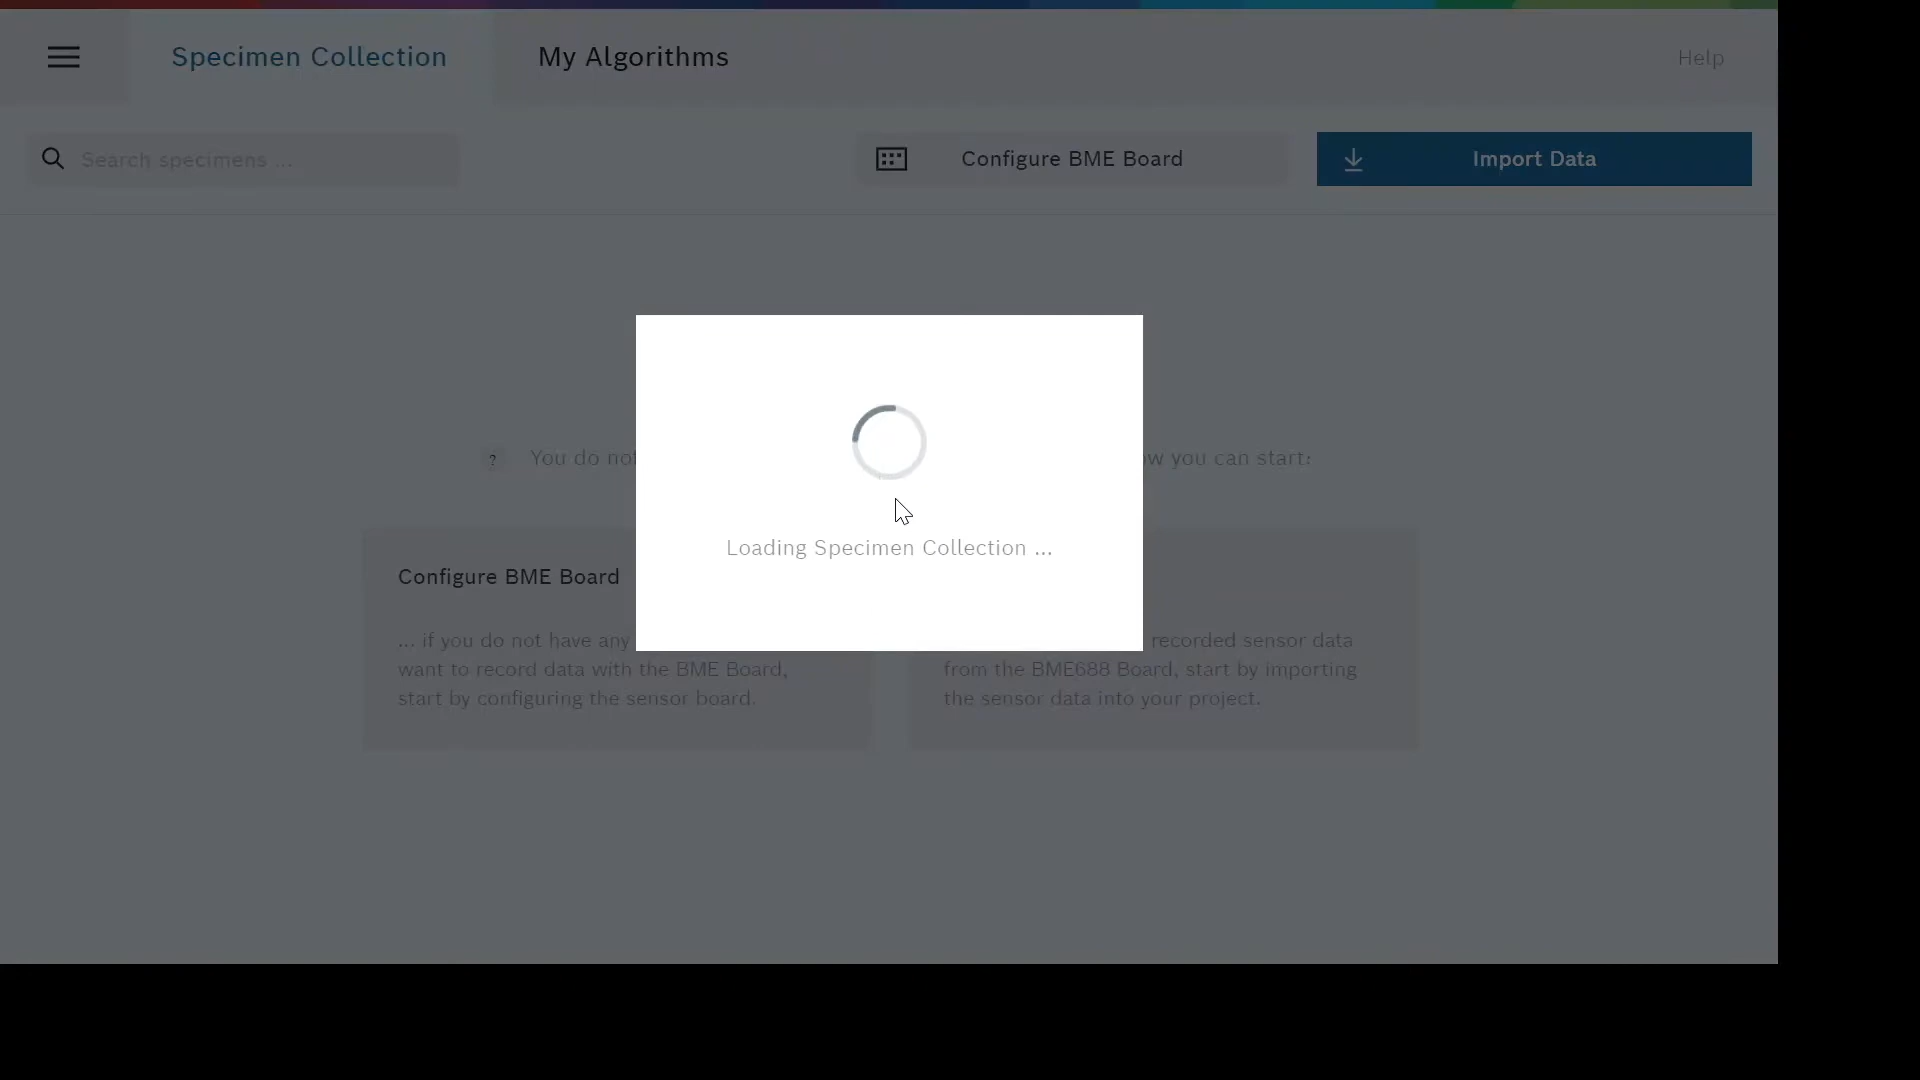 Specimen Collection
My Algorithms
Help
Search specimens ...
Configure BME Board
Import Data
? You do not
ow you can start:
Loading Specimen Collection ...
Configure BME Board
... if you do not have any
want to record data with the BME Board,
start by configuring the sensor board.
recorded sensor data
from the BME688 Board, start by importing
the sensor data into your project.